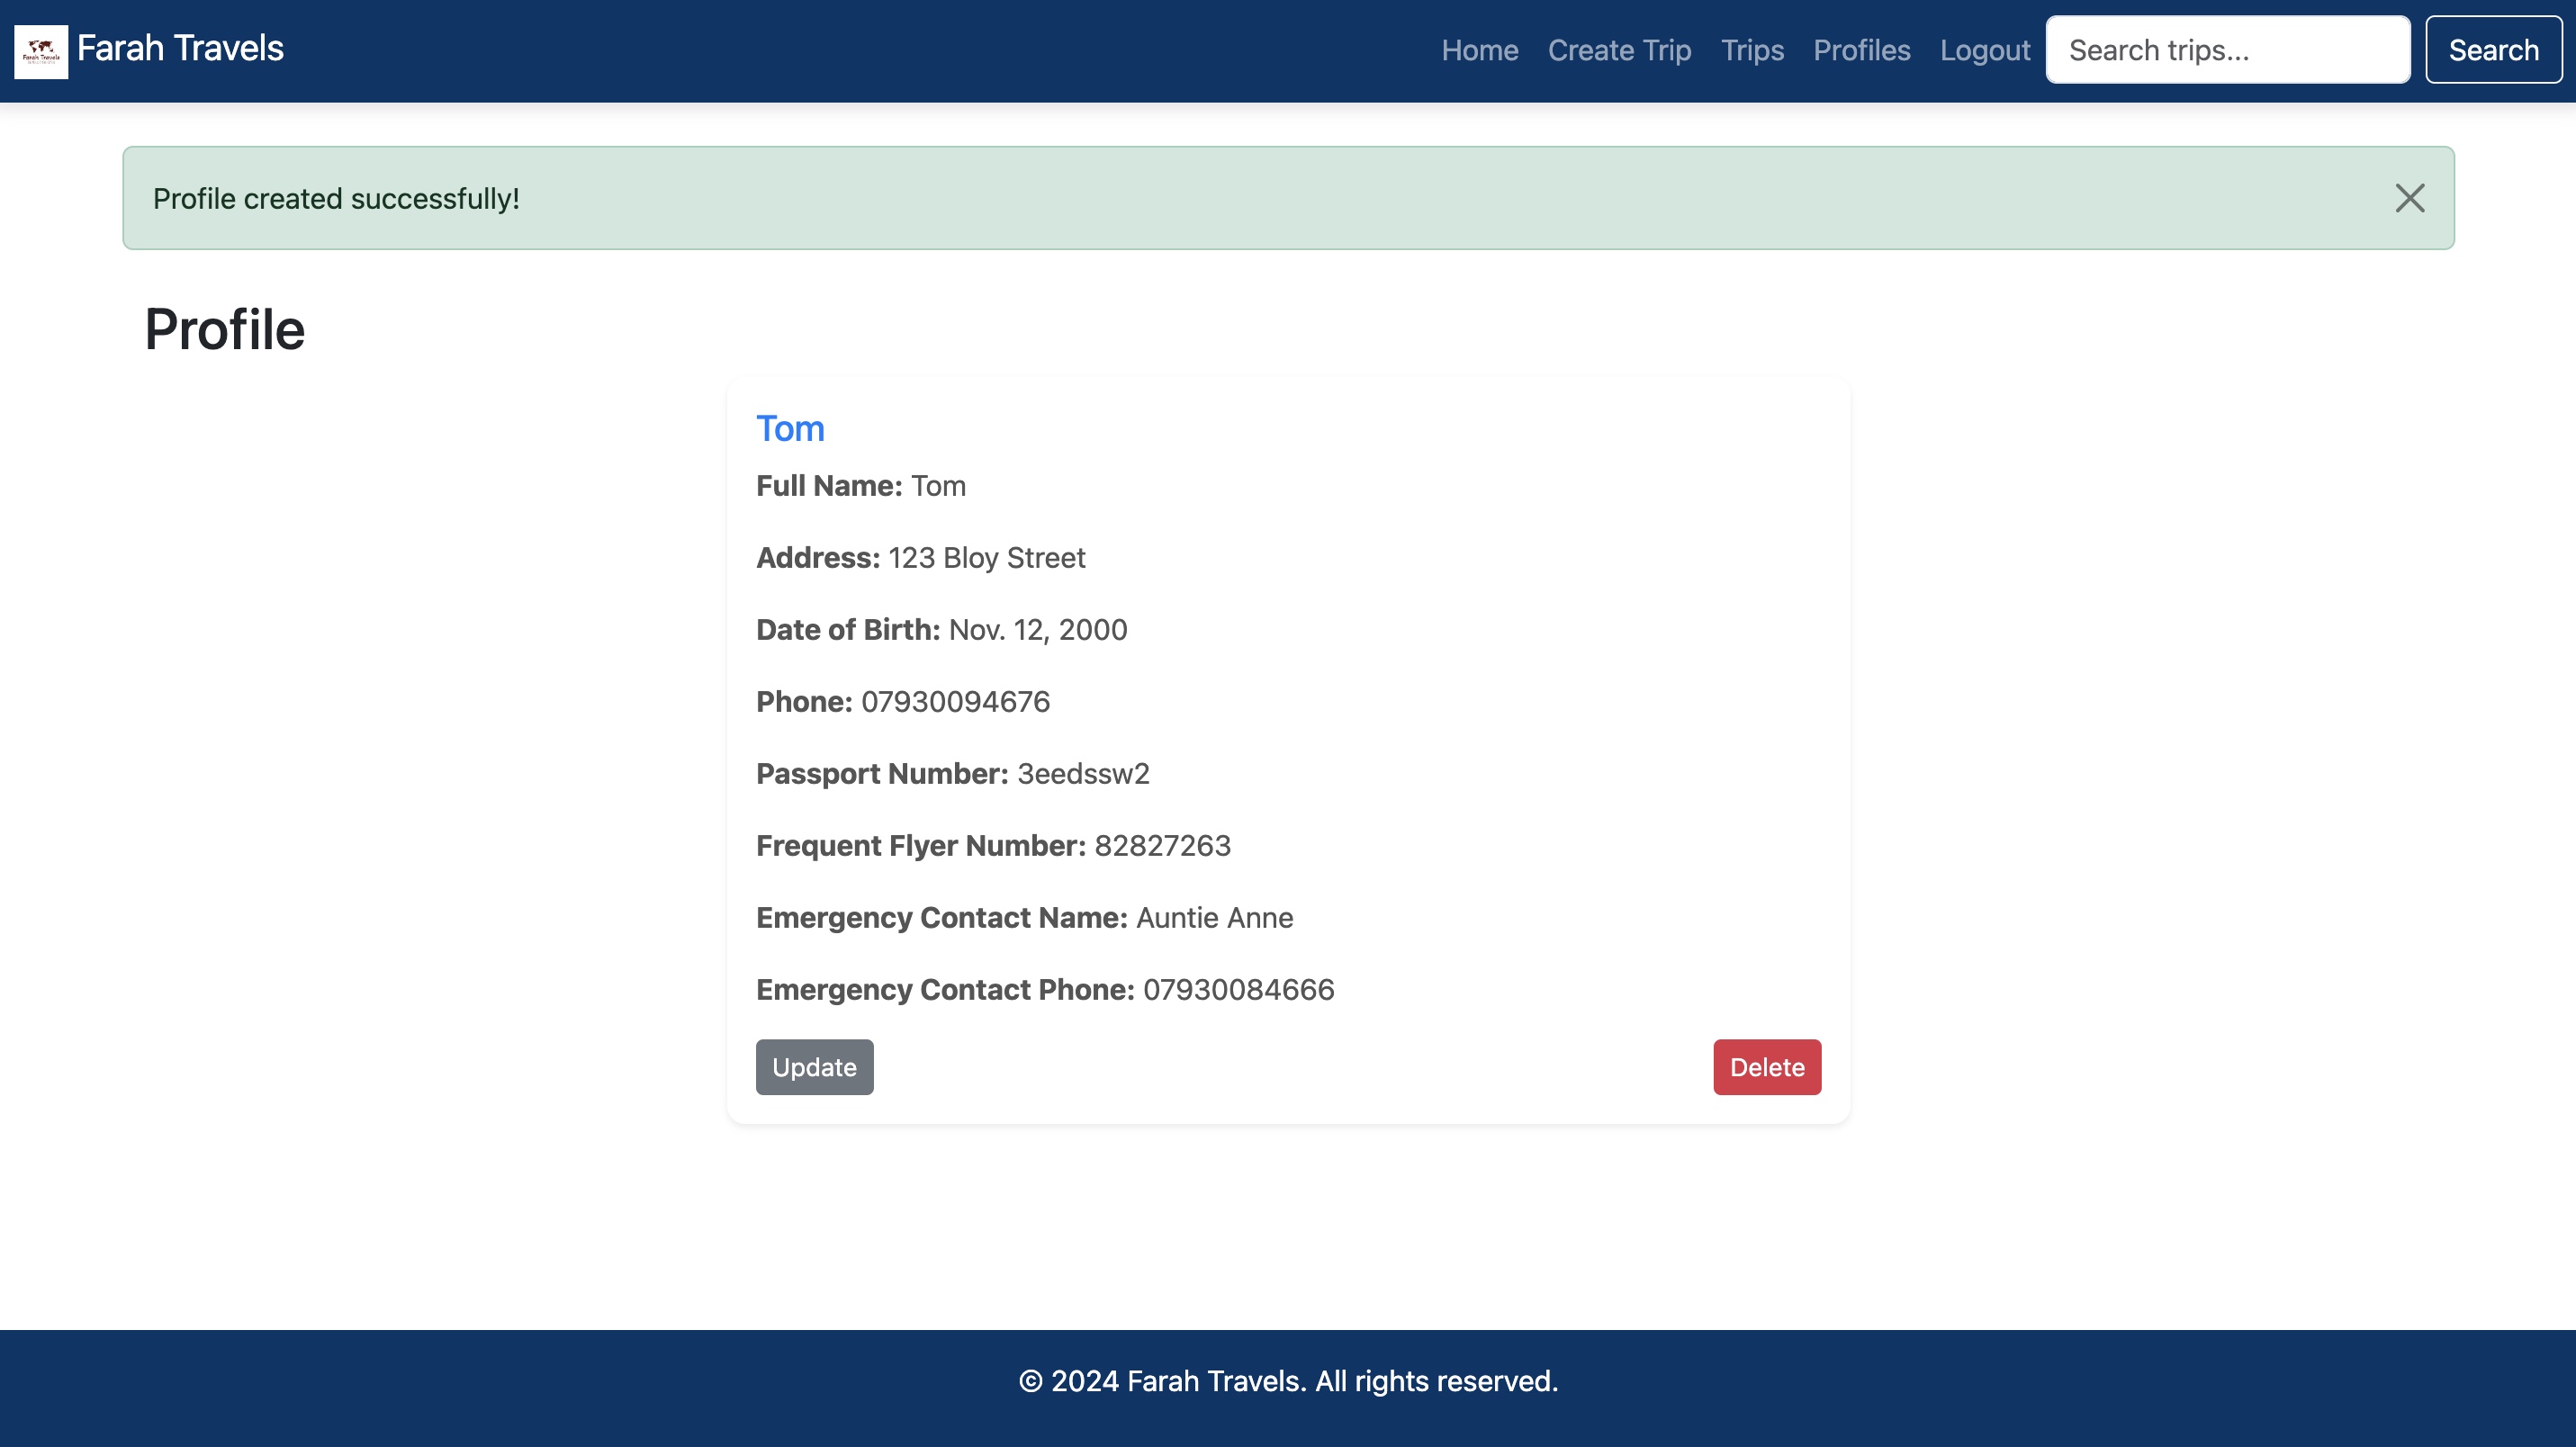 Farah Travels
Farah Travels
Home
Create Trip
Trips
Profiles
Logout
Search trips...
Search
Profile created successfully!
Profile
Tom
Full Name: Tom
Address: 123 Bloy Street
Date of Birth: Nov. 12, 2000
Phone: 07930094676
Passport Number: 3eedssw2
Frequent Flyer Number: 82827263
Emergency Contact Name: Auntie Anne
Emergency Contact Phone: 07930084666
Update
Delete
© 2024 Farah Travels. All rights reserved.